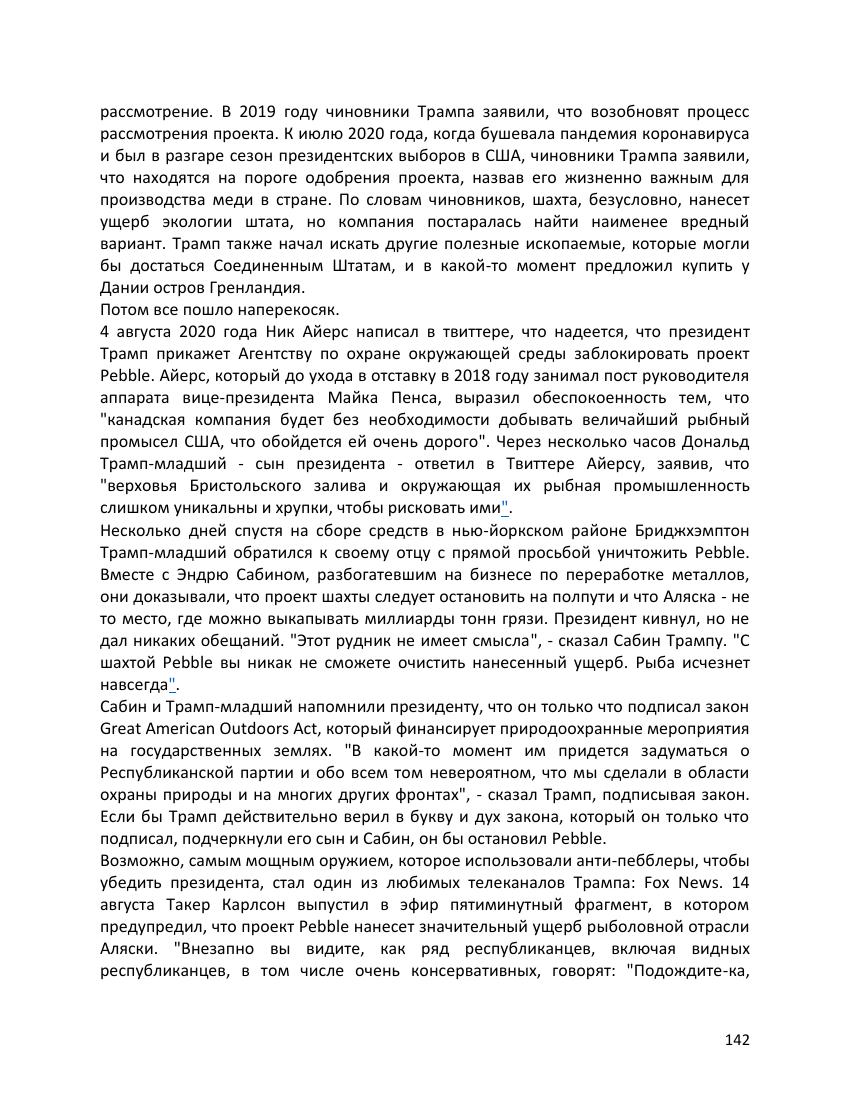 рассмотрение. В 2019 году чиновники Трампа заявили, что возобновят процесс
рассмотрения проекта. К июлю 2020 года, когда бушевала пандемия коронавируса
и был в разгаре сезон президентских выборов в США, чиновники Трампа заявили,
что находятся на пороге одобрения проекта, назвав его жизненно важным для
производства меди в стране. По словам чиновников, шахта, безусловно, нанесет
ущерб экологии штата, но компания постаралась найти наименее вредный
вариант. Трамп также начал искать другие полезные ископаемые, которые могли
бы достаться Соединенным Штатам, и в какой-то момент предложил купить у
Дании остров Гренландия.
Потом все пошло наперекосяк.
4 августа 2020 года Ник Айерс написал в твиттере, что надеется, что президент
Трамп прикажет Агентству по охране окружающей среды заблокировать проект
Pebble. Айерс, который до ухода в отставку в 2018 году занимал пост руководителя
аппарата вице-президента Майка Пенса, выразил обеспокоенность тем, что
"канадская компания будет без необходимости добывать величайший рыбный
промысел США, что обойдется ей очень дорого". Через несколько часов Дональд
Трамп-младший - сын президента - ответил в Твиттере Айерсу, заявив, что
"верховья Бристольского залива и окружающая их рыбная промышленность
слишком уникальны и хрупки, чтобы рисковать ими".
Несколько дней спустя на сборе средств в нью-йоркском районе Бриджхэмптон
Трамп-младший обратился к своему отцу с прямой просьбой уничтожить Pebble.
Вместе с Эндрю Сабином, разбогатевшим на бизнесе по переработке металлов,
они доказывали, что проект шахты следует остановить на полпути и что Аляска - не
то место, где можно выкапывать миллиарды тонн грязи. Президент кивнул, но не
дал никаких обещаний. "Этот рудник не имеет смысла", - сказал Сабин Трампу. "С
шахтой Pebble вы никак не сможете очистить нанесенный ущерб. Рыба исчезнет
навсегда".
Сабин и Трамп-младший напомнили президенту, что он только что подписал закон
Great American Outdoors Act, который финансирует природоохранные мероприятия
на государственных землях. "В какой-то момент им придется задуматься о
Республиканской партии и обо всем том невероятном, что мы сделали в области
охраны природы и на многих других фронтах", - сказал Трамп, подписывая закон.
Если бы Трамп действительно верил в букву и дух закона, который он только что
подписал, подчеркнули его сын и Сабин, он бы остановил Pebble.
Возможно, самым мощным оружием, которое использовали анти-пебблеры, чтобы
убедить президента, стал один из любимых телеканалов Трампа: Fox News. 14
августа Такер Карлсон выпустил в эфир пятиминутный фрагмент, в котором
предупредил, что проект Pebble нанесет значительный ущерб рыболовной отрасли
Аляски. "Внезапно вы видите, как ряд республиканцев, включая видных
республиканцев, в том числе очень консервативных, говорят: "Подождите-ка,
142